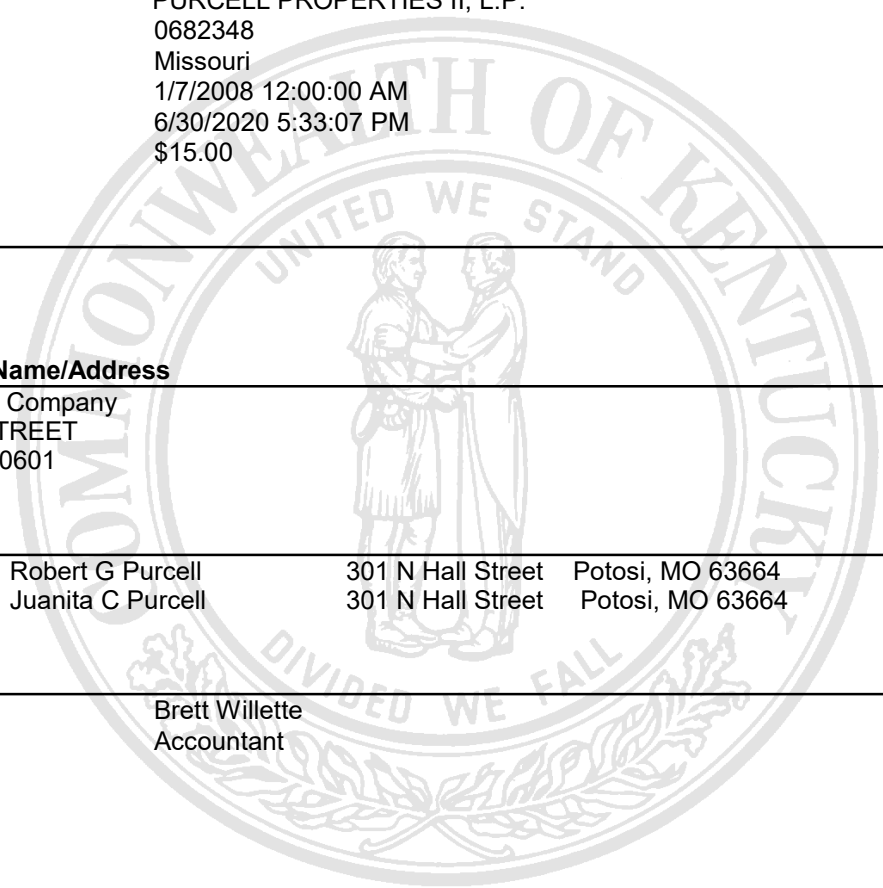 PURCELL PROPERTIES II, L.P.
0682348
Missouri
1/7/2008 12:00:00 AM
6/30/2020 5:33:07 PM
$15.00
COMMONWEALTH OF KENTUCKY
UNITED WE STAND
Name/Address
Company
TREET
0601
Robert G Purcell 301 N Hall Street Potosi, MO 63664
Juanita C Purcell 301 N Hall Street Potosi, MO 63664
DIVIDED WE FALL
Brett Willette
Accountant